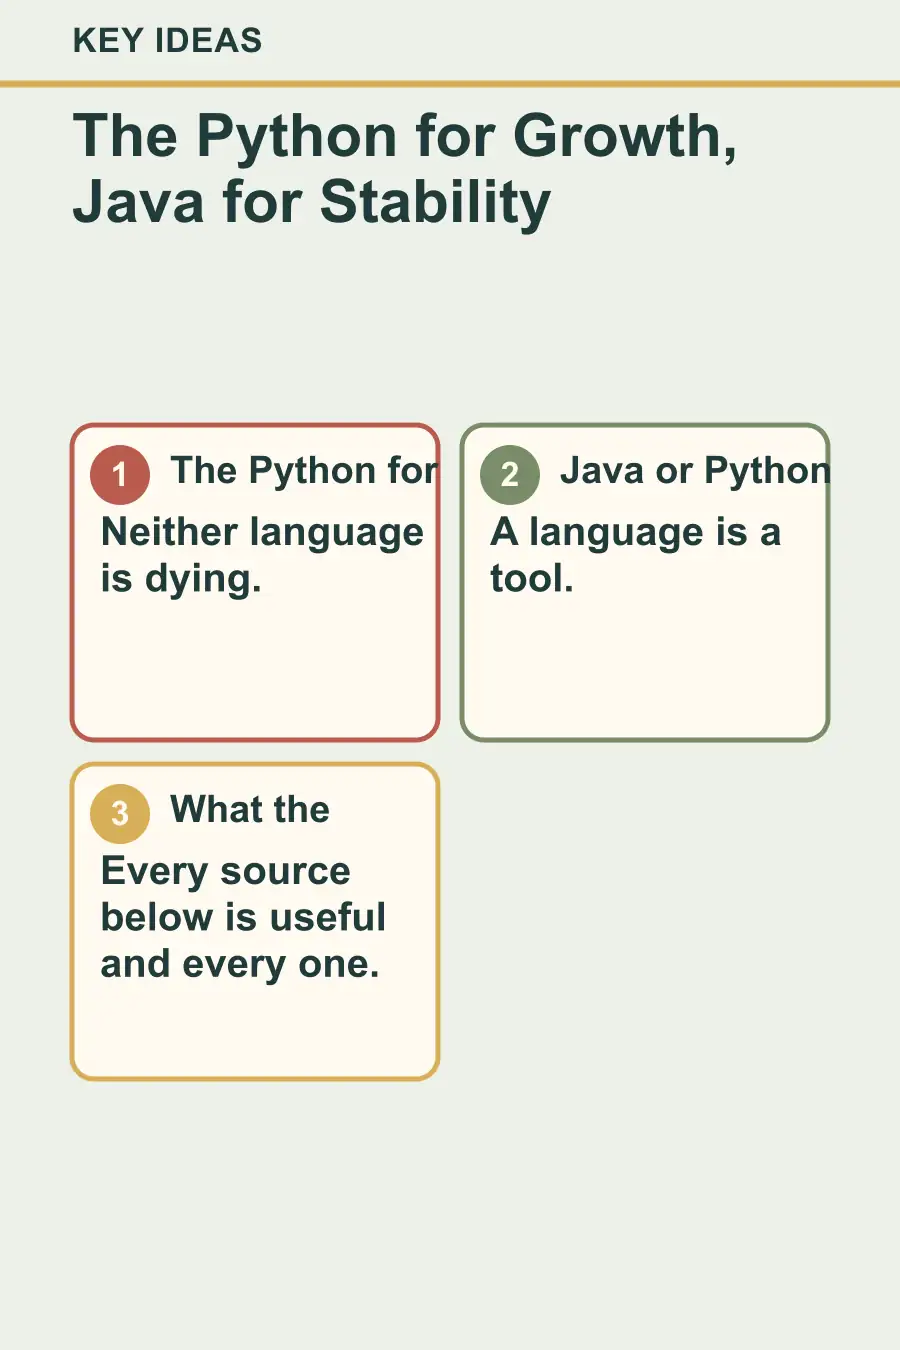 KEY IDEAS
The Python for Growth,
Java for Stability
1
The Python for
Neither language
is dying.
2
Java or Python
A language is a
tool.
3
What the
Every source
below is useful
and every one.